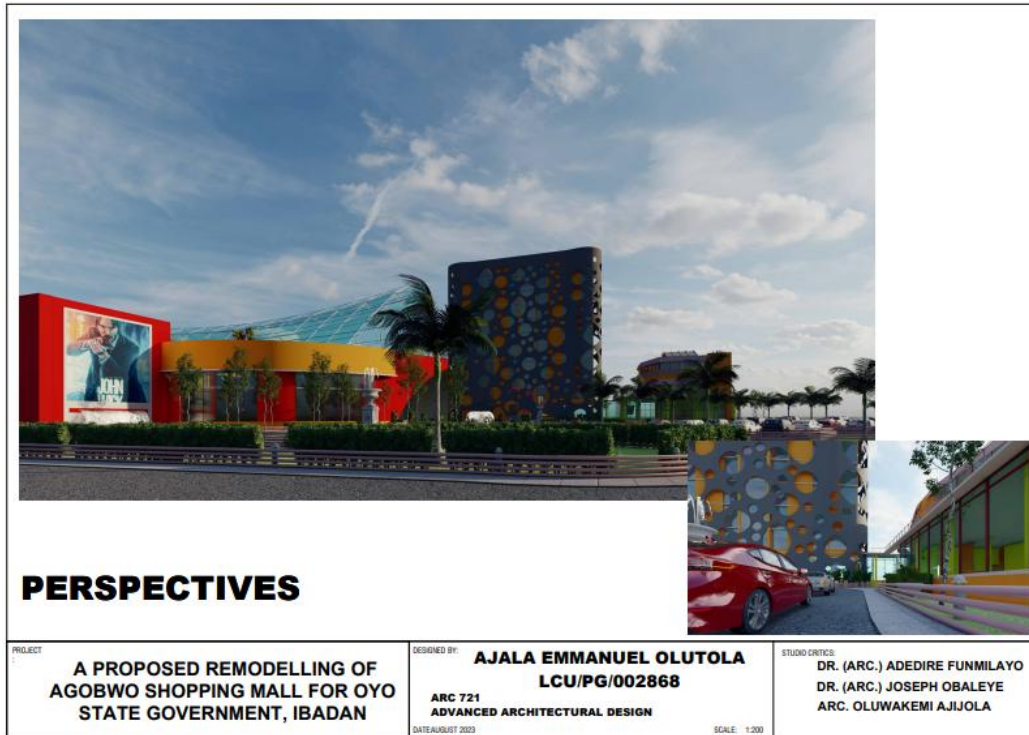 JOHN
WICK
PERSPECTIVES
PROJECT
:
A PROPOSED REMODELLING OF
AGOBWO SHOPPING MALL FOR OYO
STATE GOVERNMENT, IBADAN
DESIGNED BY:
AJALA EMMANUEL OLUTOLA
LCU/PG/002868
ARC 721
ADVANCED ARCHITECTURAL DESIGN
DATE:AUGUST 2023
SCALE: 1:200
STUDIO CRITICS:
DR. (ARC.) ADEDIRE FUNMILAYO
DR. (ARC.) JOSEPH OBALEYE
ARC. OLUWAKEMI AJIJOLA